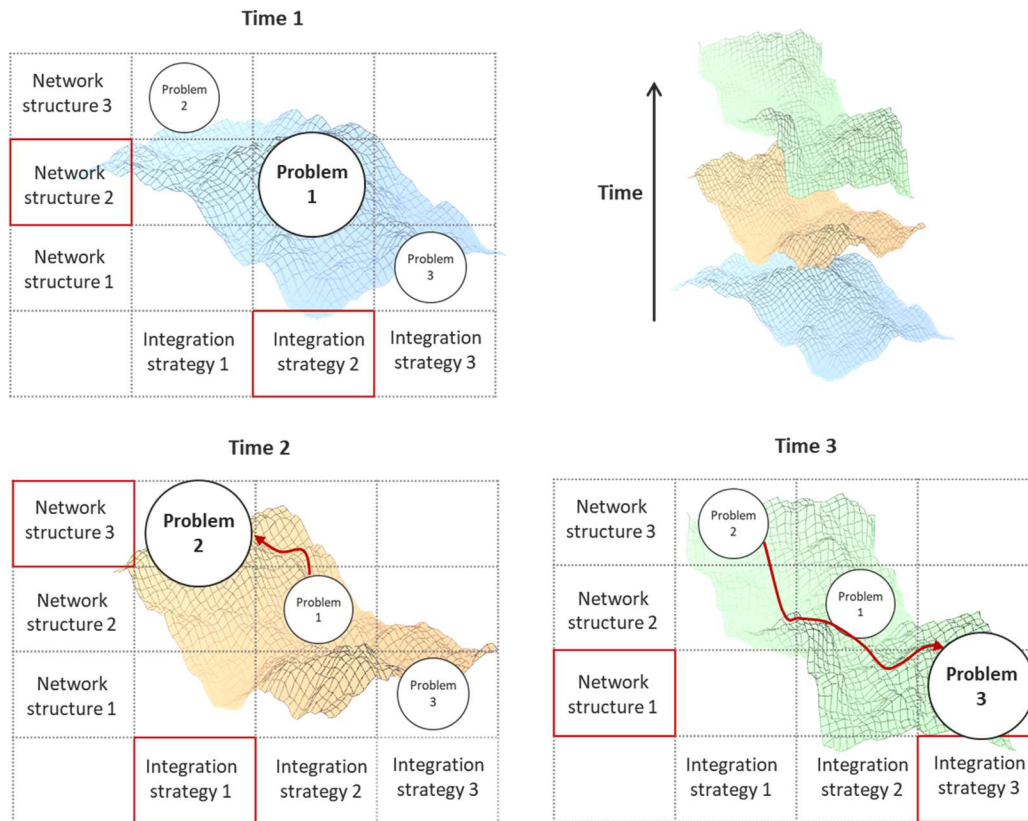 Time 1
Network
structure 3
Problem
2
Network
structure 2
Problem
1
Network
structure 1
Problem
3
Integration
strategy 1
Integration
strategy 2
Integration
strategy 3
Time
Time 2
Network
structure 3
Problem
2
Network
structure 2
Problem
1
Network
structure 1
Problem
3
Integration
strategy 1
Integration
strategy 2
Integration
strategy 3
Time 3
Network
structure 3
Problem
2
Network
structure 2
Problem
1
Network
structure 1
Problem
3
Integration
strategy 1
Integration
strategy 2
Integration
strategy 3